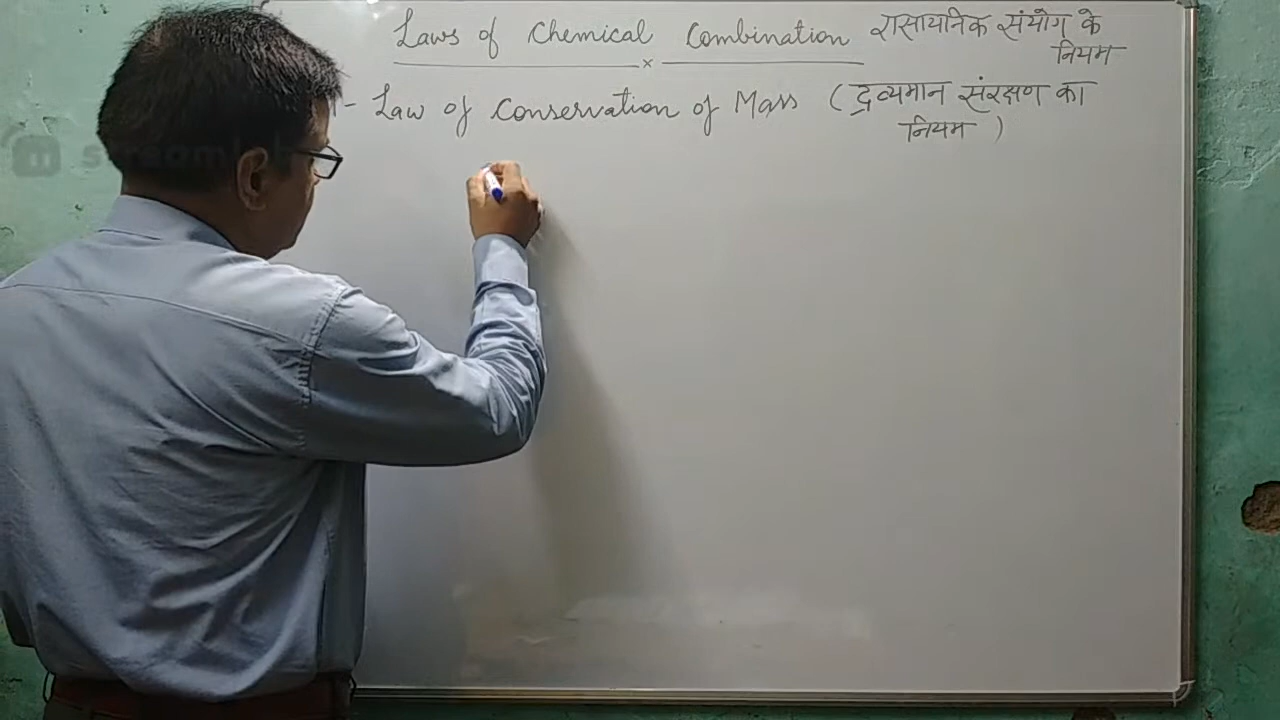 Laws of Chemical Combination रासायनिक संयोग के
नियम
- Law of Conservation of Mass (द्रव्यमान संरक्षण का
नियम)